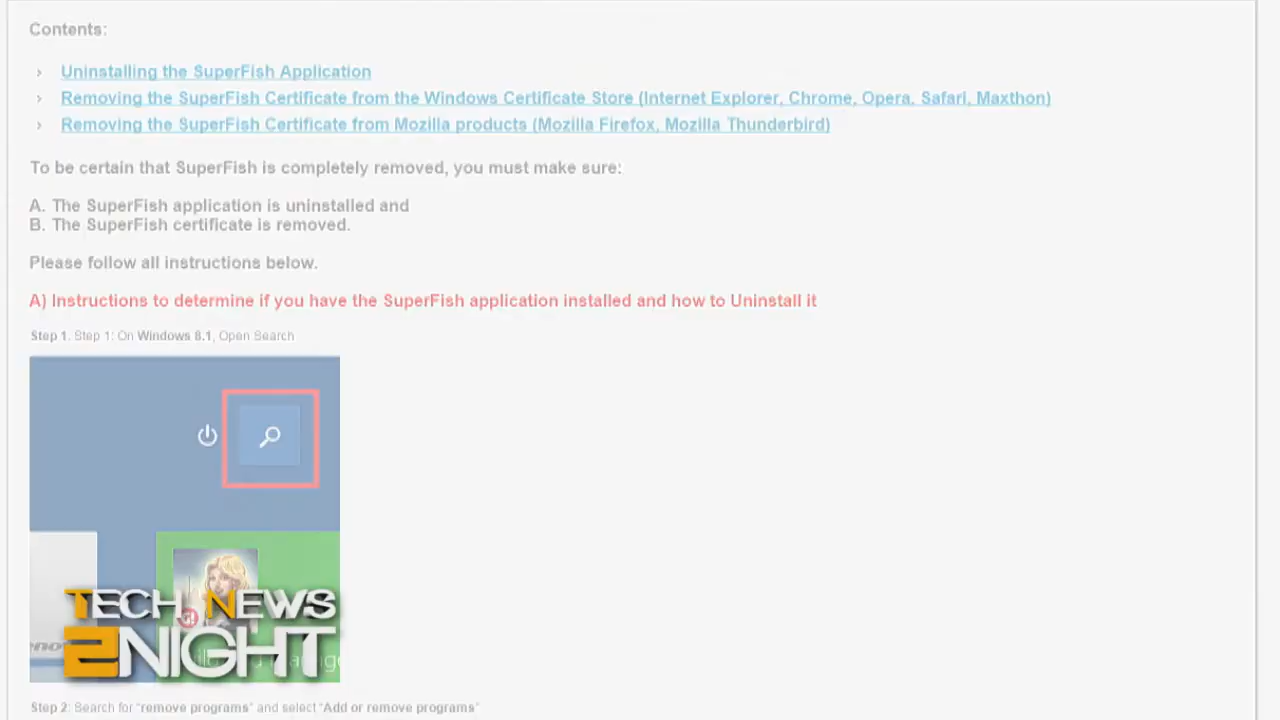 Contents:
› Uninstalling the SuperFish Application
› Removing the SuperFish Certificate from the Windows Certificate Store (Internet Explorer, Chrome, Opera, Safari, Maxthon)
› Removing the SuperFish Certificate from Mozilla products (Mozilla Firefox, Mozilla Thunderbird)
To be certain that SuperFish is completely removed, you must make sure:
A. The SuperFish application is uninstalled and
B. The SuperFish certificate is removed.
Please follow all instructions below.
A) Instructions to determine if you have the SuperFish application installed and how to Uninstall it
Step 1. Step 1: On Windows 8.1, Open Search
TECH NEWS
2NIGHT
Step 2: Search for "remove programs" and select "Add or remove programs"